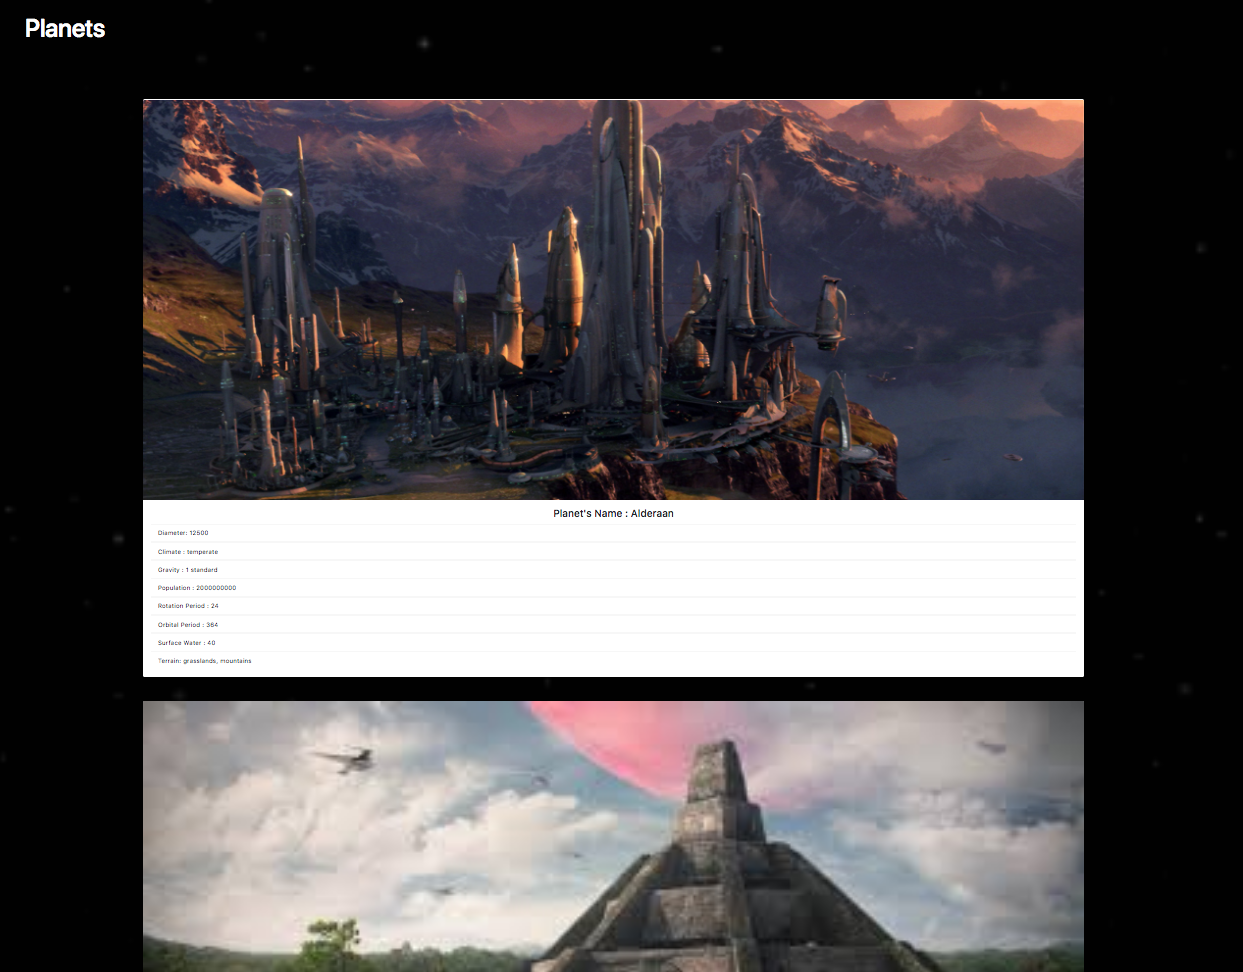 Planets
Planet's Name : Alderaan
Diameter: 12500
Climate : temperate
Gravity : 1 standard
Population : 2000000000
Rotation Period : 24
Orbital Period : 364
Surface Water : 40
Terrain: grasslands, mountains